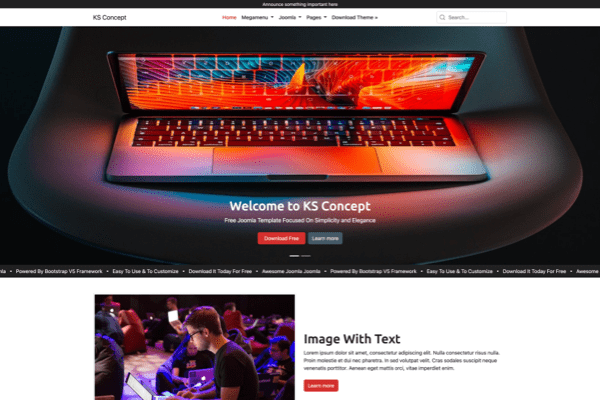 Announce something important here
KS Concept
Home Megamenu Joomla Pages Download Theme »
Search...
Welcome to KS Concept
Free Joomla Template Focused On Simplicity and Elegance
Download Free Learn more
mla • Powered By Bootstrap V5 Framework • Easy To Use & To Customize • Download It Today For Free • Awesome Joomla Joomla • Powered By Bootstrap V5 Framework • Easy To Use & To Customize • Download It Today For Free • Awesome
Image With Text
Lorem ipsum dolor sit amet, consectetur adipiscing elit. Nulla consectetur risus nulla.
Proin molestie et dui nec pharetra. In sed volutpat velit. Cras sodales suscipit neque
venenatis porttitor. Aenean eget mattis orci, vitae imperdiet enim.
Learn more